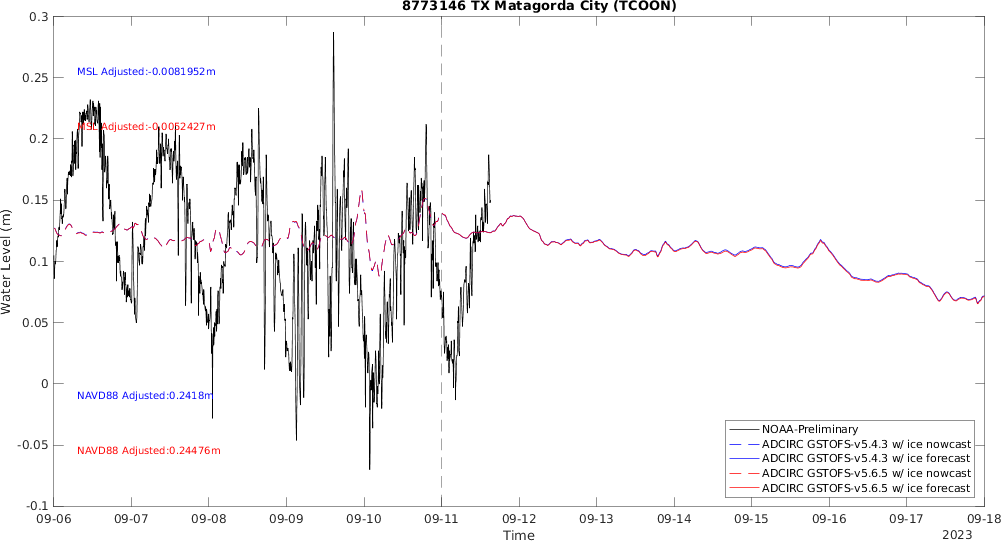 8773146 TX Matagorda City (TCOON)
0.3
0.25
0.2
0.15
0.1
0.05
0
-0.05
-0.1
Water Level (m)
MSL Adjusted:-0.0081952m
MSL Adjusted:-0.0052427m
NAVD88 Adjusted:0.2418m
NAVD88 Adjusted:0.24476m
NOAA-Preliminary
ADCIRC GSTOFS-v5.4.3 w/ ice nowcast
ADCIRC GSTOFS-v5.4.3 w/ ice forecast
ADCIRC GSTOFS-v5.6.5 w/ ice nowcast
ADCIRC GSTOFS-v5.6.5 w/ ice forecast
09-06 09-07 09-08 09-09 09-10 09-11 09-12 09-13 09-14 09-15 09-16 09-17 09-18
Time
2023